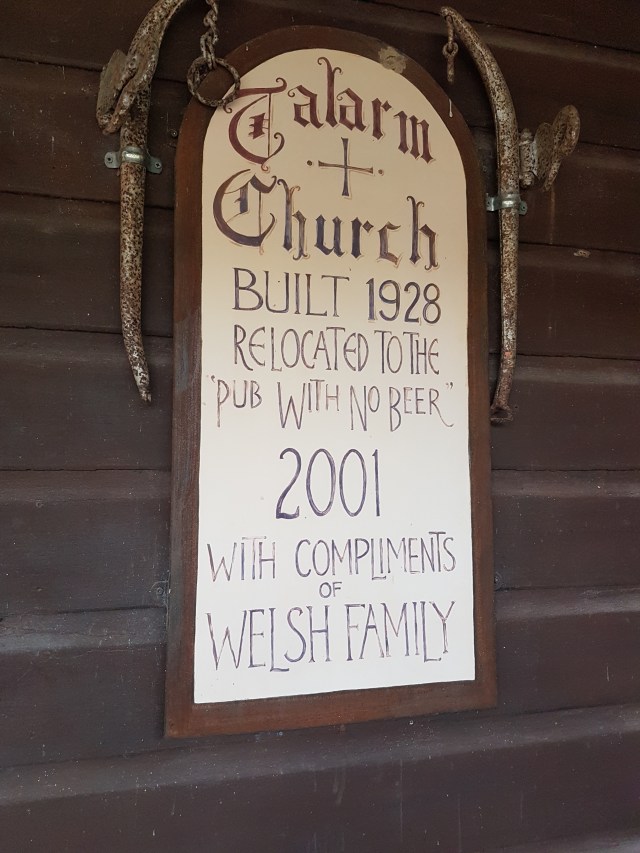 Talarm
Church
BUILT 1928
RELOCATED TO THE
"PUB WITH NO BEER"
2001
WITH COMPLIMENTS
OF
WELSH FAMILY